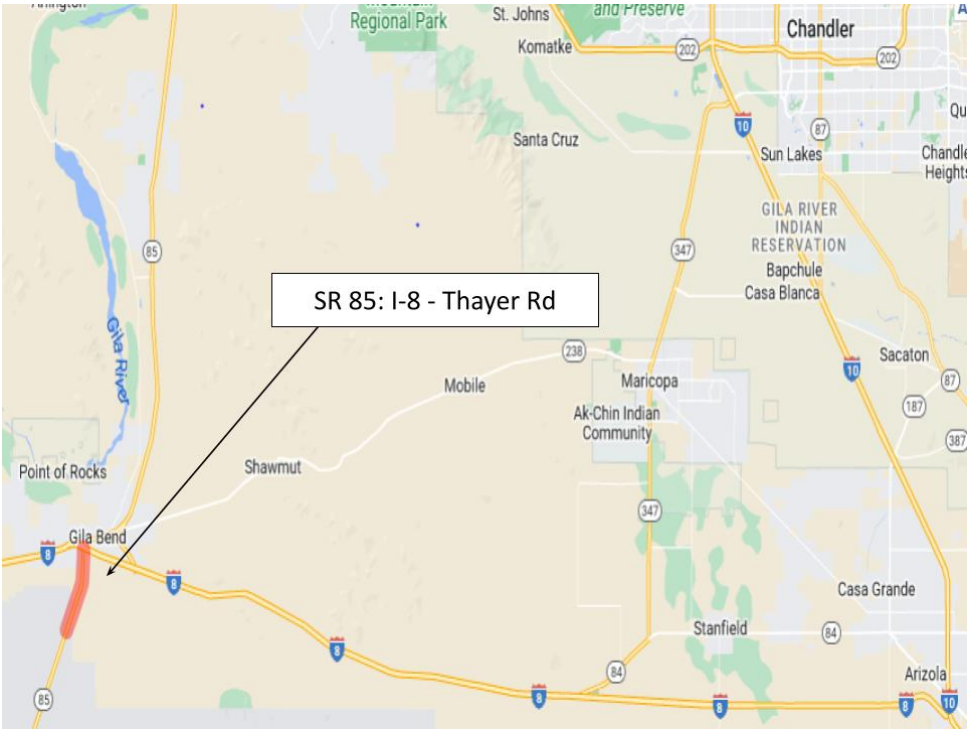 Regional Park
St. Johns
and Preserve
Chandler
Komatke
202
202
10
87
Santa Cruz
Sun Lakes
Chandle
Heights
GILA RIVER
INDIAN
RESERVATION
85
347
Bapchule
Casa Blanca
SR 85: I-8 - Thayer Rd
Gila River
238
Sacaton
Mobile
Maricopa
10
87
187
Ak-Chin Indian
Community
387
Point of Rocks
Shawmut
347
Gila Bend
8
8
Casa Grande
Stanfield
84
8
84
Arizola
85
8
8
8
10